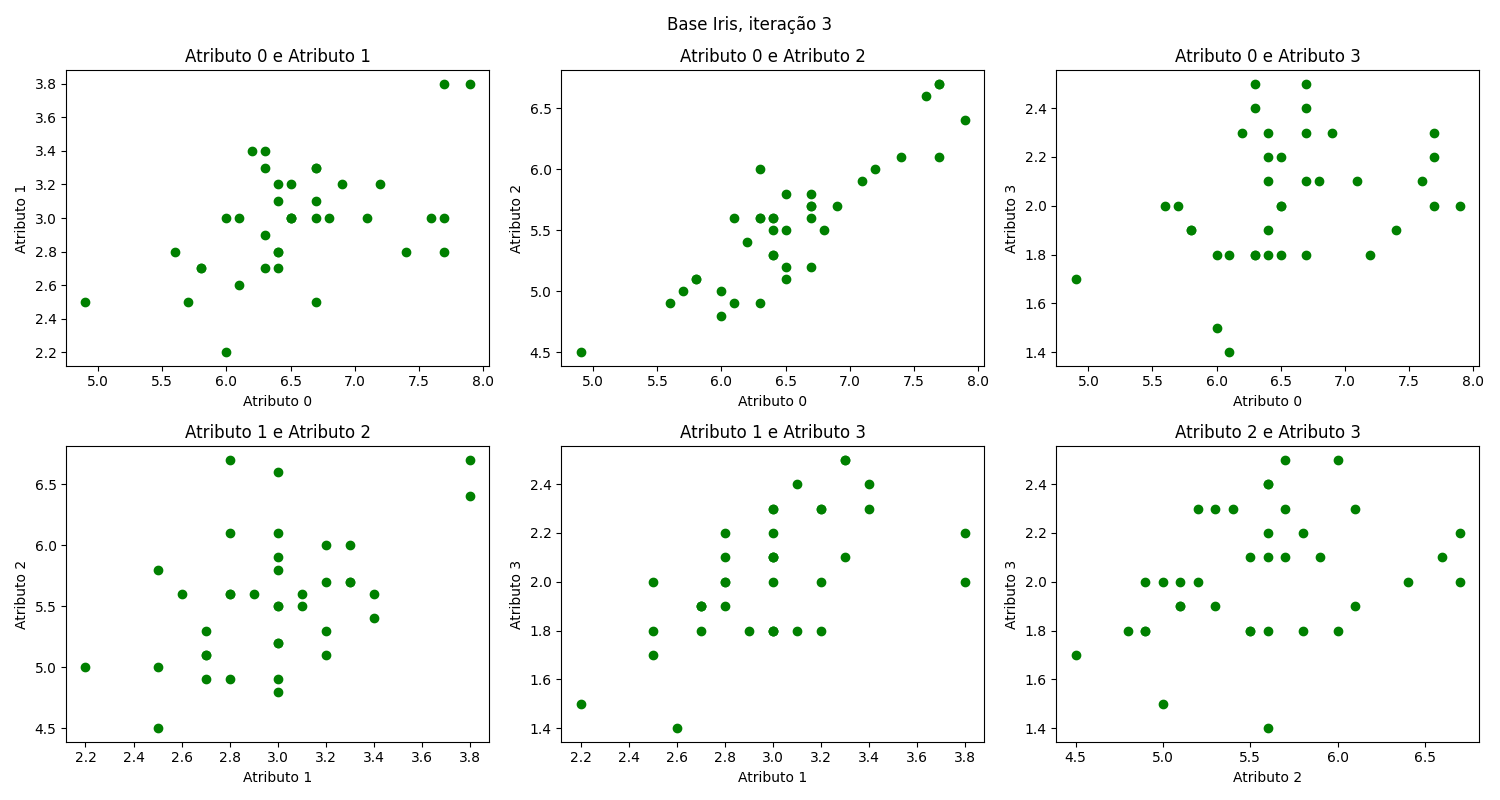 Base Iris, iteração 3
Atributo 0 e Atributo 1
3.8
3.6
3.4
3.2
3.0
2.8
2.6
2.4
2.2
Atributo 1
5.0 5.5 6.0 6.5 7.0 7.5 8.0
Atributo 0
Atributo 0 e Atributo 2
6.5
6.0
5.5
5.0
4.5
Atributo 2
5.0 5.5 6.0 6.5 7.0 7.5 8.0
Atributo 0
Atributo 0 e Atributo 3
2.4
2.2
2.0
1.8
1.6
1.4
Atributo 3
5.0 5.5 6.0 6.5 7.0 7.5 8.0
Atributo 0
Atributo 1 e Atributo 2
6.5
6.0
5.5
5.0
4.5
Atributo 2
2.2 2.4 2.6 2.8 3.0 3.2 3.4 3.6 3.8
Atributo 1
Atributo 1 e Atributo 3
2.4
2.2
2.0
1.8
1.6
1.4
Atributo 3
2.2 2.4 2.6 2.8 3.0 3.2 3.4 3.6 3.8
Atributo 1
Atributo 2 e Atributo 3
2.4
2.2
2.0
1.8
1.6
1.4
Atributo 3
4.5 5.0 5.5 6.0 6.5
Atributo 2